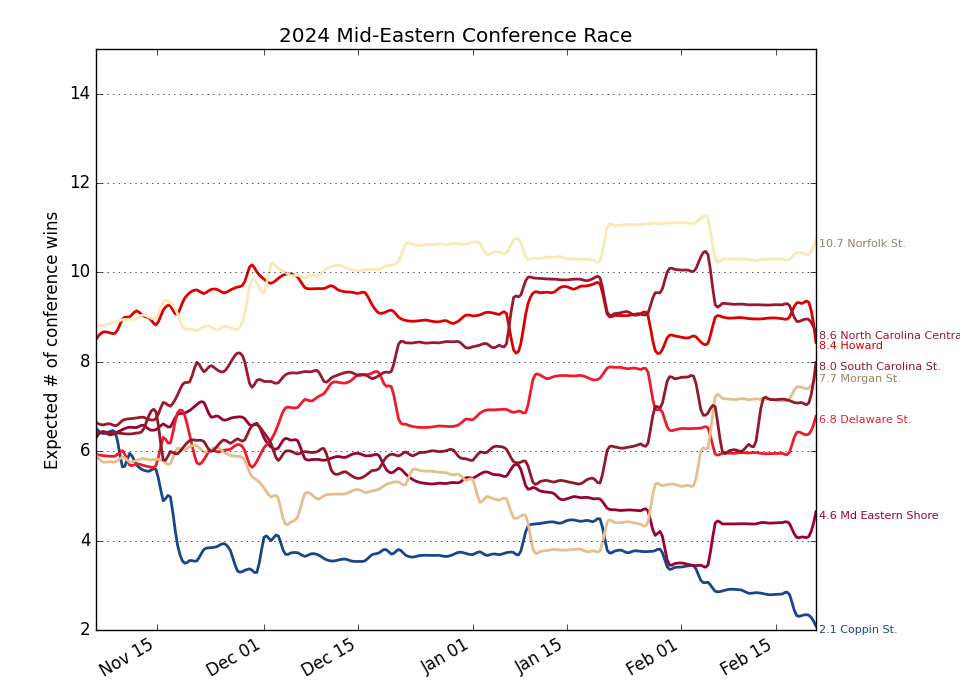 2024 Mid-Eastern Conference Race
Expected # of conference wins
14
12
10
8
6
4
2
Nov 15
Dec 01
Dec 15
Jan 01
Jan 15
Feb 01
Feb 15
10.7 Norfolk St.
8.6 North Carolina Centra
8.4 Howard
8.0 South Carolina St.
7.7 Morgan St.
6.8 Delaware St.
4.6 Md Eastern Shore
2.1 Coppin St.